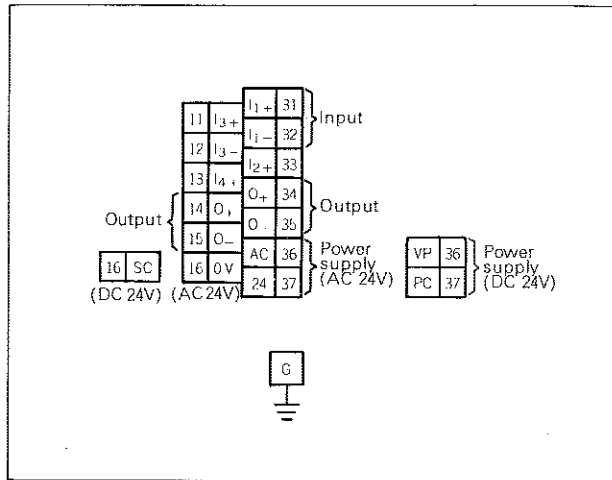 I1+ 31
11 I3+
Input
I1− 32
12 I3−
I2+ 33
13 I4+
O+ 34
14 O+
Output
Output
O− 35
15 O−
AC 36
16 SC
16 0V
24 37
(DC 24V)
(AC 24V)
Power
supply
(AC 24V)
VP 36
PC 37
Power
supply
(DC 24V)
G